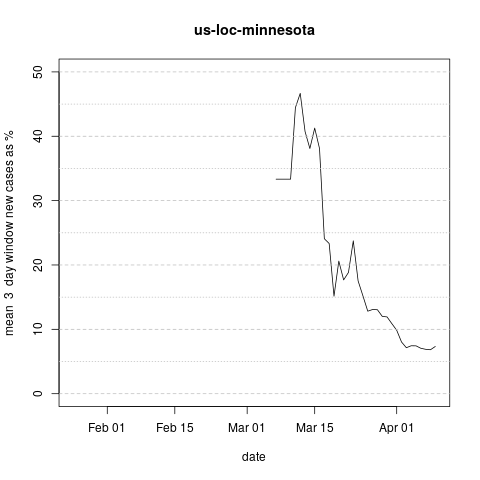 us-loc-minnesota
mean 3 day window new cases as %
50
40
30
20
10
0
Feb 01 Feb 15 Mar 01 Mar 15 Apr 01
date